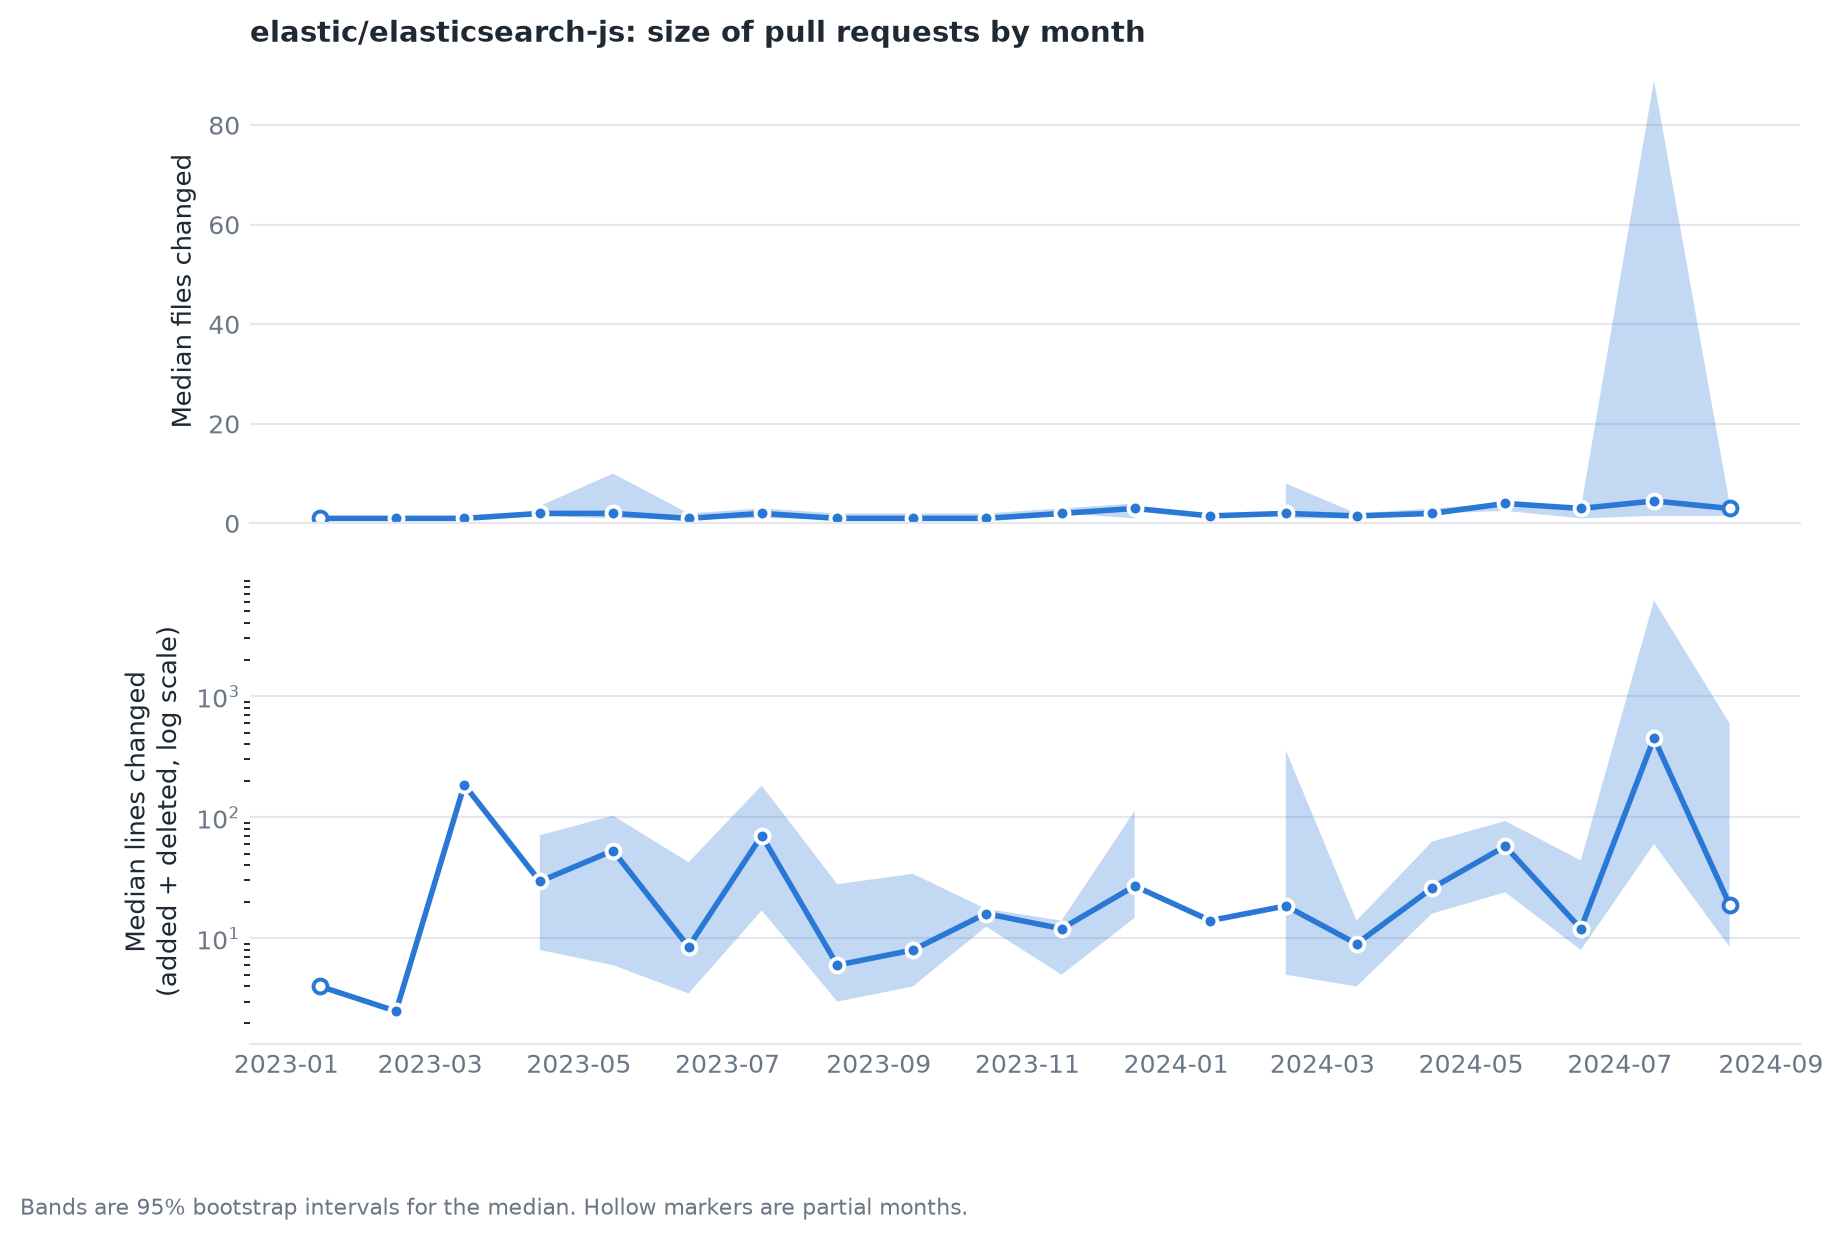 elastic/elasticsearch-js: size of pull requests by month
Median files changed
80
60
40
20
0
Median lines changed
(added + deleted, log scale)
10³
10²
10¹
2023-01 2023-03 2023-05 2023-07 2023-09 2023-11 2024-01 2024-03 2024-05 2024-07 2024-09
Bands are 95% bootstrap intervals for the median. Hollow markers are partial months.